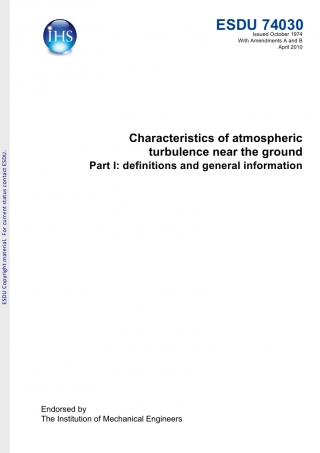 IHS
ESDU 74030
Issued October 1974
With Amendments A and B
April 2010
Characteristics of atmospheric
turbulence near the ground
Part I: definitions and general information
ESDU Copyright material. For current status contact ESDU.
Endorsed by
The Institution of Mechanical Engineers